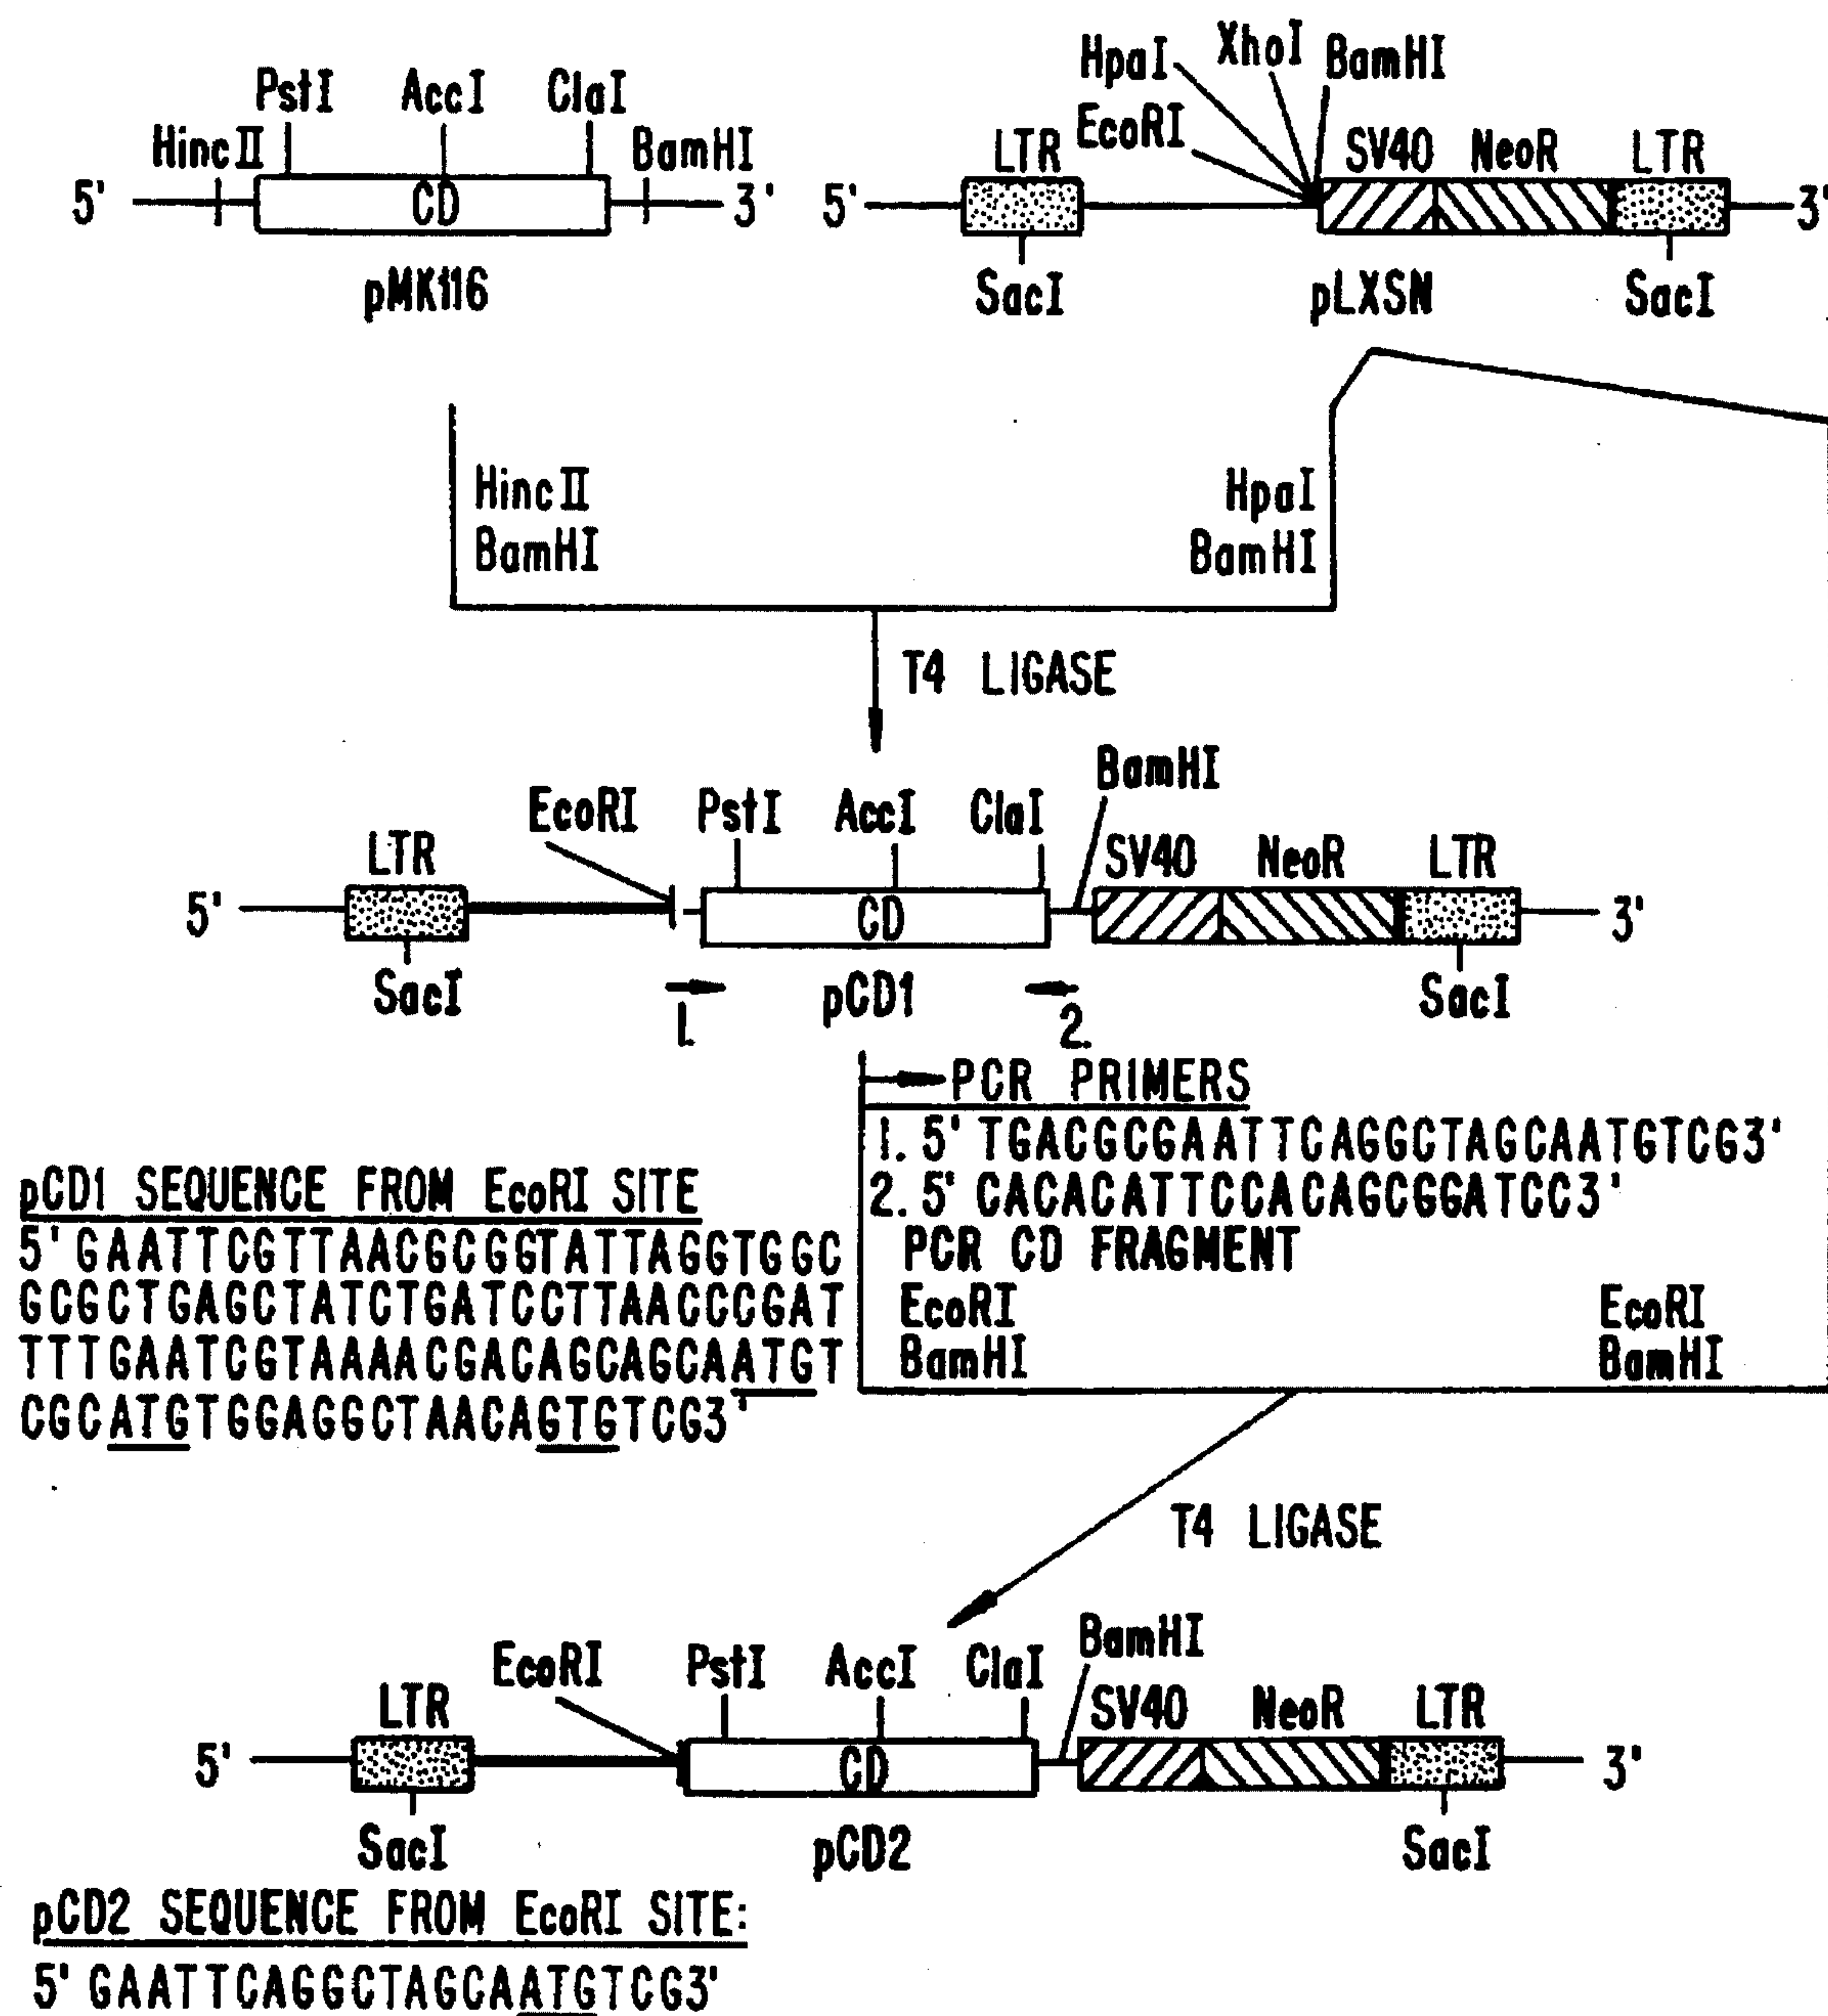 HincII PstI AccI ClaI BamHI
5' CD 3'
pMK116
LTR EcoRI HpaI XhoI BamHI SV40 NeoR LTR
5' 3'
SacI pLXSN SacI
HincII
BamHI
HpaI
BamHI
T4 LIGASE
LTR EcoRI PstI AccI ClaI BamHI SV40 NeoR LTR
5' CD 3'
SacI pCD1 SacI
1. 2.
PCR PRIMERS
1. 5' TGACGCGAATTCAGGCTAGCAATGTCG3'
2. 5' CACACATTCCACAGCGGATCC3'
PCR CD FRAGMENT
EcoRI EcoRI
BamHI BamHI
pCD1 SEQUENCE FROM EcoRI SITE
5' GAATTCGTTAACGCGGTATTAGGTGGC
GCGCTGAGCTATCTGATCCTTAACCCGAT
TTTGAATCGTAAAACGACAGCAGCAATGT
CGCATGTGGAGGCTAACAGTGTCG3'
T4 LIGASE
LTR EcoRI PstI AccI ClaI BamHI SV40 NeoR LTR
5' CD 3'
SacI pCD2 SacI
pCD2 SEQUENCE FROM EcoRI SITE:
5' GAATTCAGGCTAGCAATGTCG3'